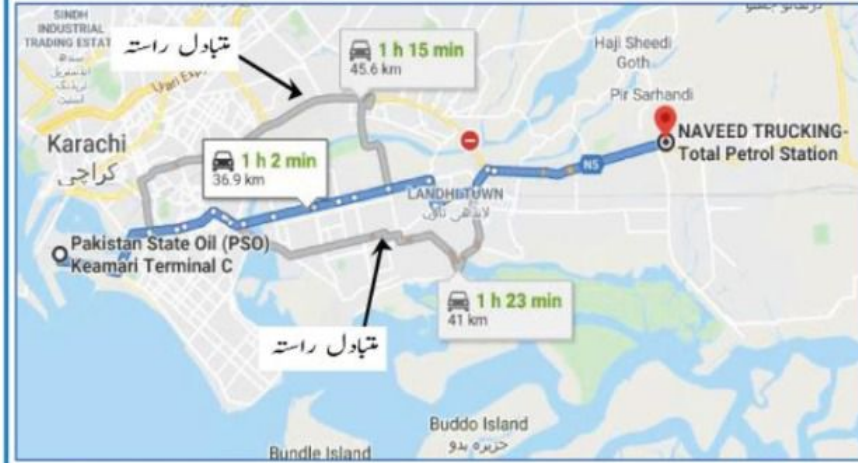 SINDH
INDUSTRIAL
TRADING ESTAT
متبادل راستہ
1 h 15 min
45.6 km
Haji Sheedi
Goth
Pir Sarhandi
NAVEED TRUCKING-
Total Petrol Station
Karachi
کراچی
1 h 2 min
36.9 km
N5
LANDHI TOWN
لانڈھی ٹاؤن
Pakistan State Oil (PSO)
Keamari Terminal C
1 h 23 min
41 km
متبادل راستہ
Buddo Island
جزیرہ بدو
Bundle Island